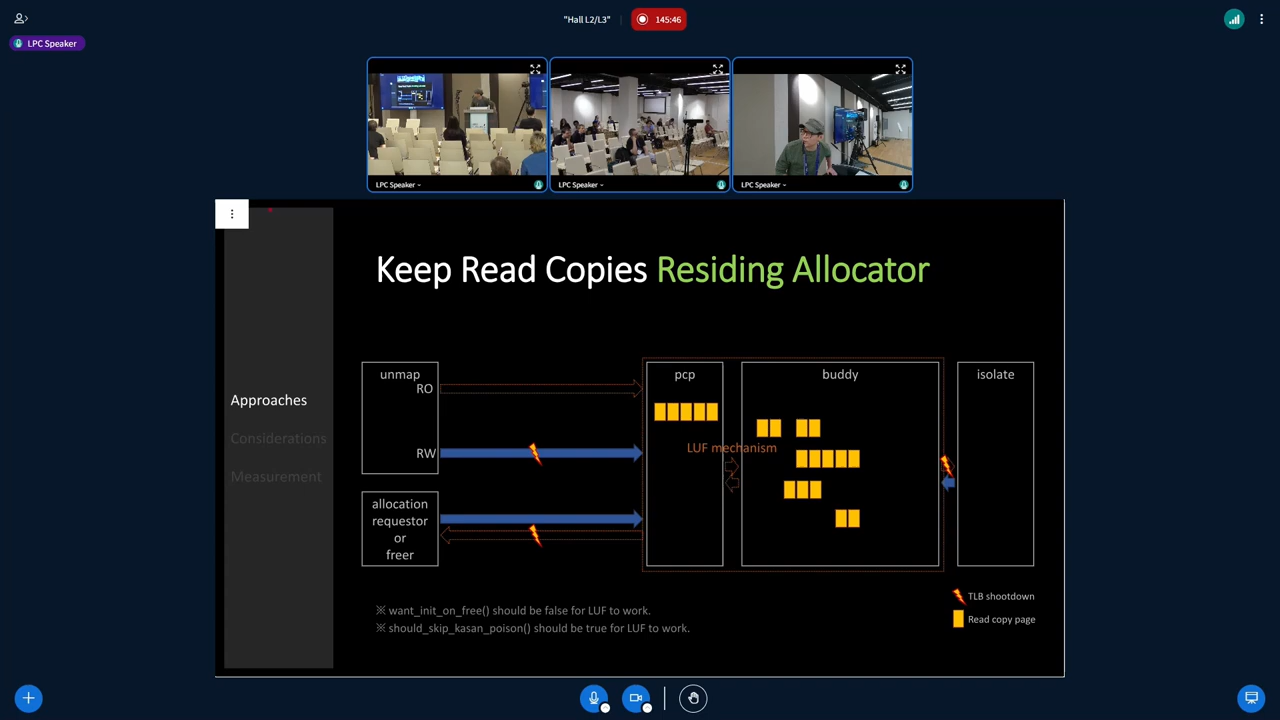 "Hall L2/L3"
145:46
LPC Speaker
LPC Speaker
LPC Speaker
LPC Speaker
Keep Read Copies Residing Allocator
Approaches
Considerations
Measurement
unmap
RO
RW
allocation
requestor
or
freer
pcp
buddy
isolate
LUF mechanism
※ want_init_on_free() should be false for LUF to work.
※ should_skip_kasan_poison() should be true for LUF to work.
TLB shootdown
Read copy page